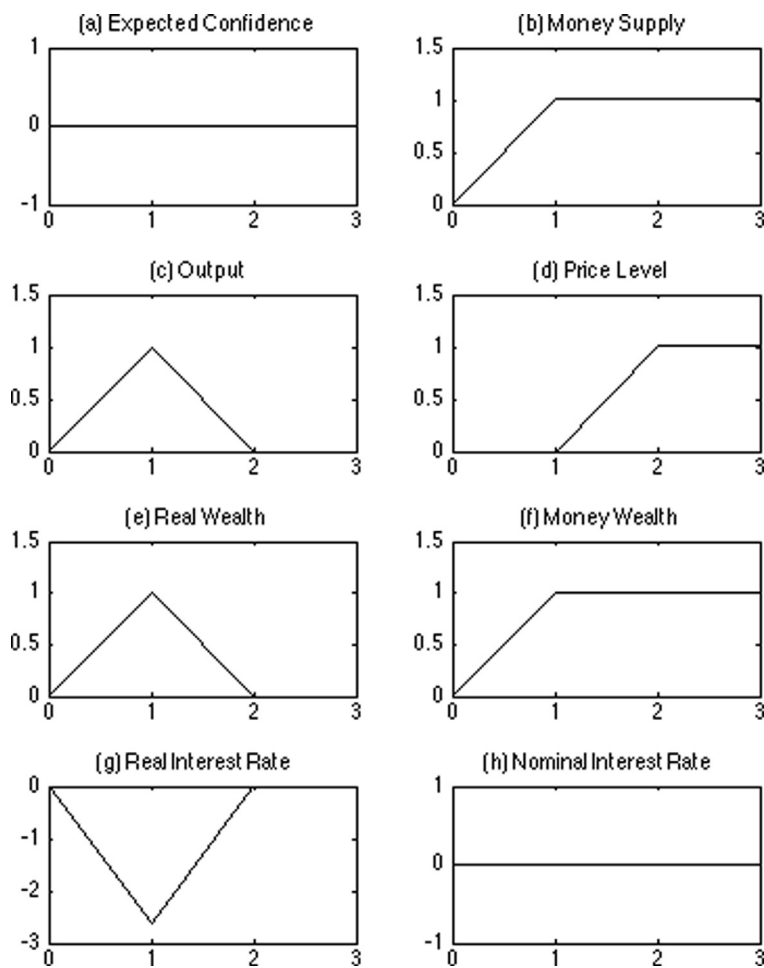 (a) Expected Confidence
1
0
-1
0 1 2 3
(b) Money Supply
1.5
1
0.5
0
0 1 2 3
(c) Output
1.5
1
0.5
0
0 1 2 3
(d) Price Level
1.5
1
0.5
0
0 1 2 3
(e) Real Wealth
1.5
1
0.5
0
0 1 2 3
(f) Money Wealth
1.5
1
0.5
0
0 1 2 3
(g) Real Interest Rate
0
-1
-2
-3
0 1 2 3
(h) Nominal Interest Rate
1
0
-1
0 1 2 3